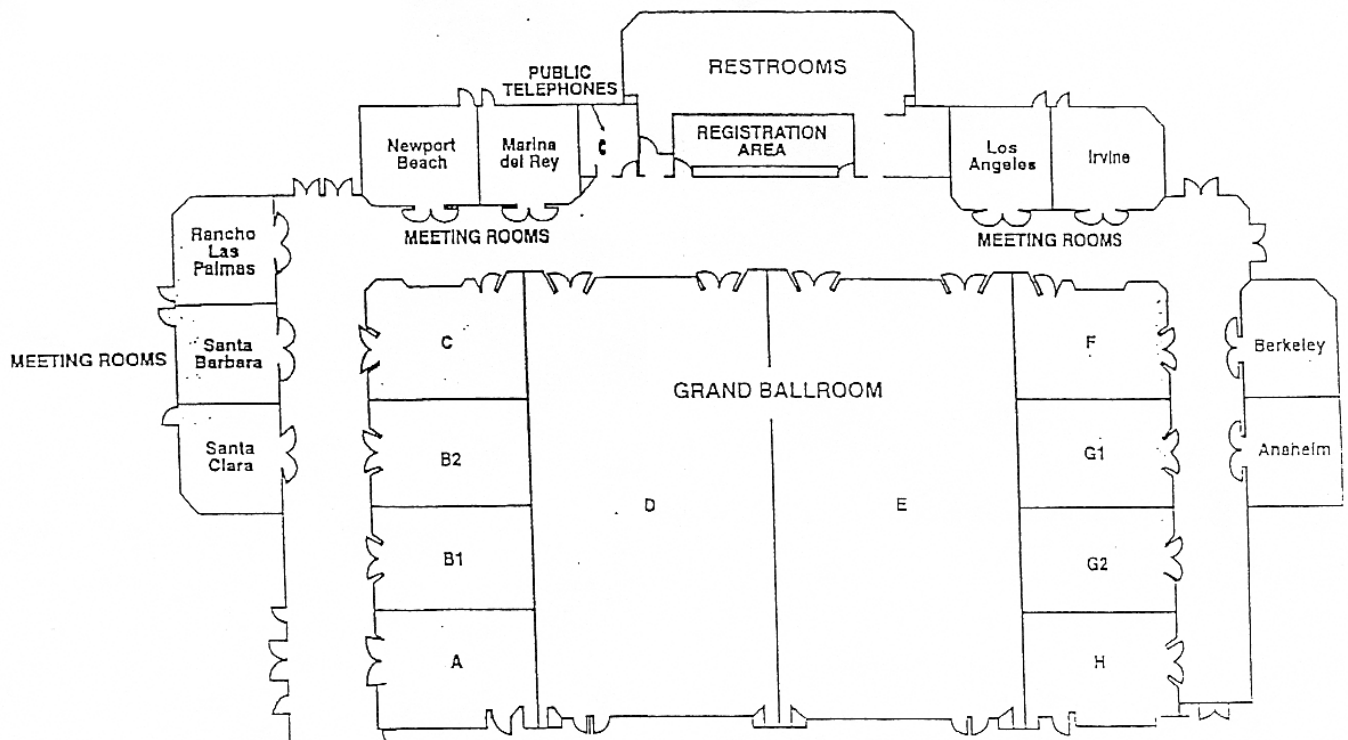 RESTROOMS
PUBLIC
TELEPHONES
REGISTRATION
AREA
Newport
Beach
Marina
del Rey
Los
Angeles
Irvine
MEETING ROOMS
MEETING ROOMS
Rancho
Las
Palmas
Santa
Barbara
MEETING ROOMS
Santa
Clara
C
F
Berkeley
GRAND BALLROOM
B2
G1
Anaheim
D
E
B1
G2
A
H